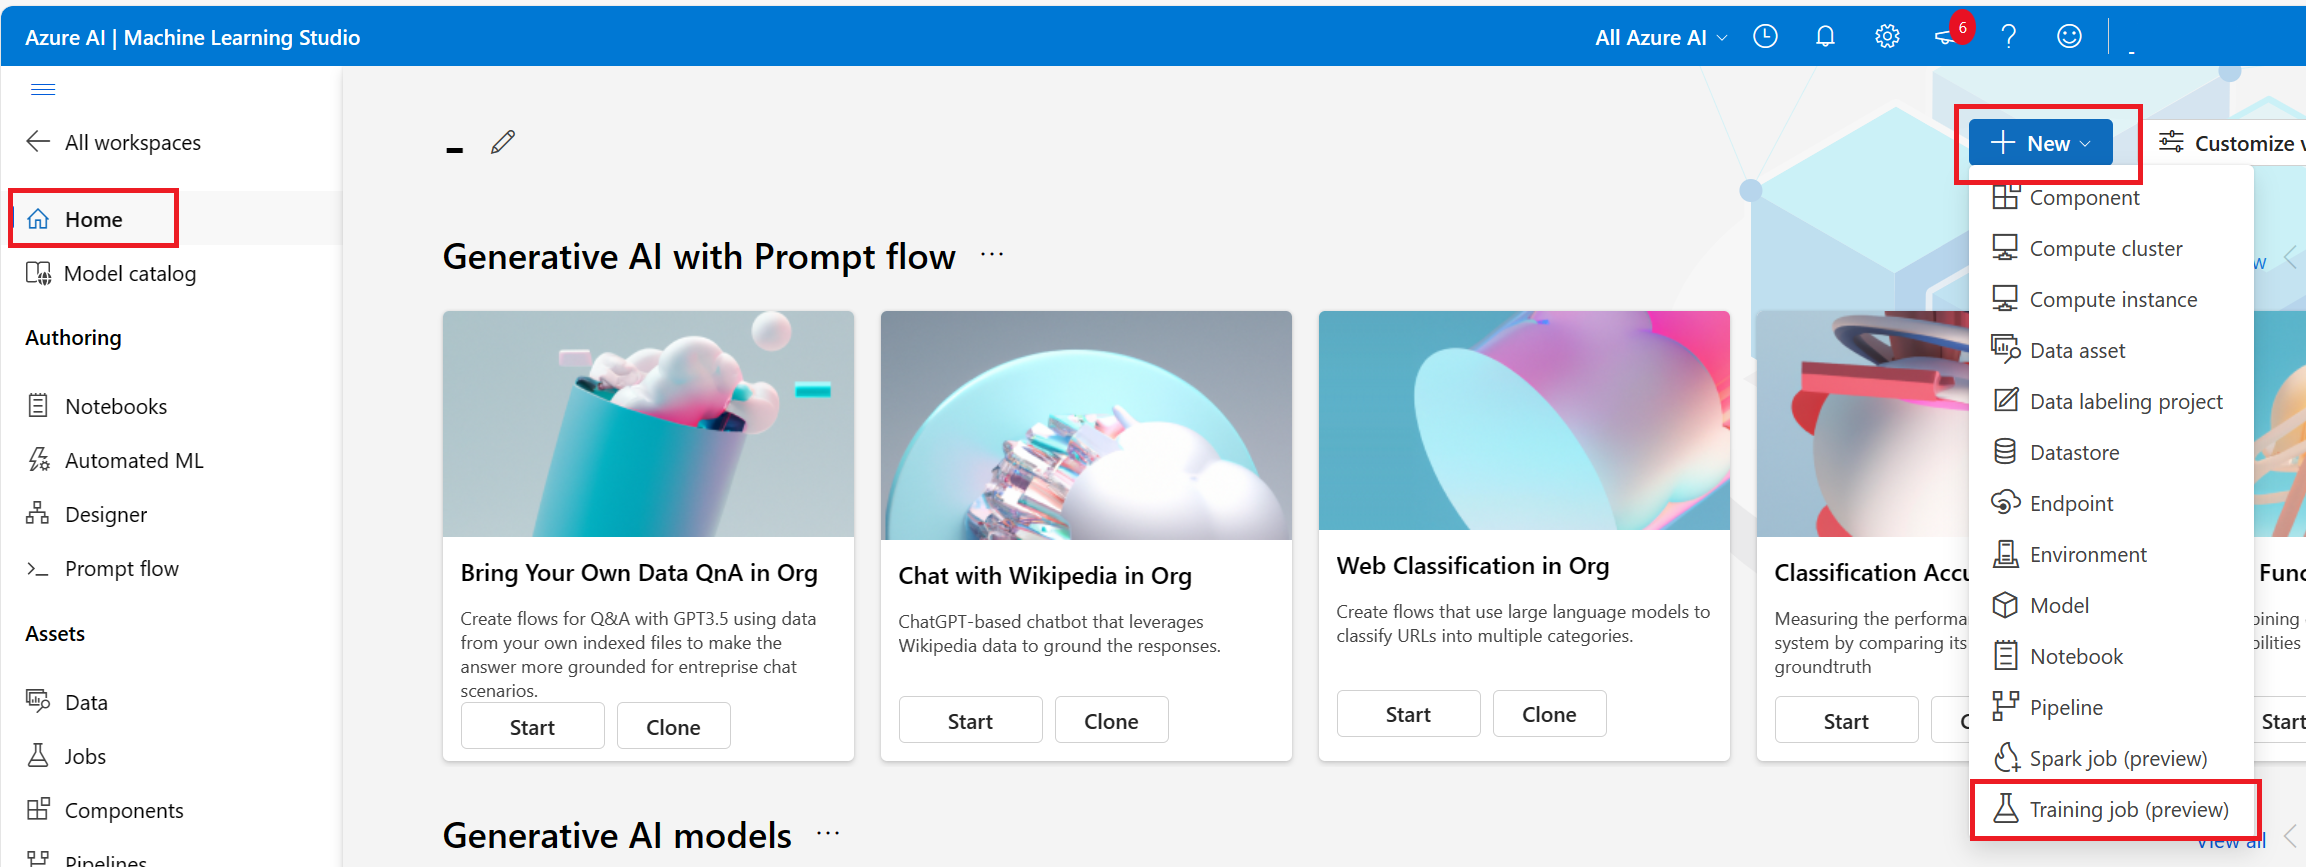 Azure AI | Machine Learning Studio
All Azure AI
6
All workspaces
Home
Model catalog
Authoring
Notebooks
Automated ML
Designer
Prompt flow
Assets
Data
Jobs
Components
Pipelines
New
Customize
Component
Compute cluster
Compute instance
Data asset
Data labeling project
Datastore
Endpoint
Environment
Model
Notebook
Pipeline
Spark job (preview)
Training job (preview)
Generative AI with Prompt flow
Bring Your Own Data QnA in Org
Create flows for Q&A with GPT3.5 using data
from your own indexed files to make the
answer more grounded for entreprise chat
scenarios.
Start
Clone
Chat with Wikipedia in Org
ChatGPT-based chatbot that leverages
Wikipedia data to ground the responses.
Start
Clone
Web Classification in Org
Create flows that use large language models to
classify URLs into multiple categories.
Start
Clone
Classification
Measuring the
system by comparing its
groundtruth
Start
Start
Generative AI models
View all